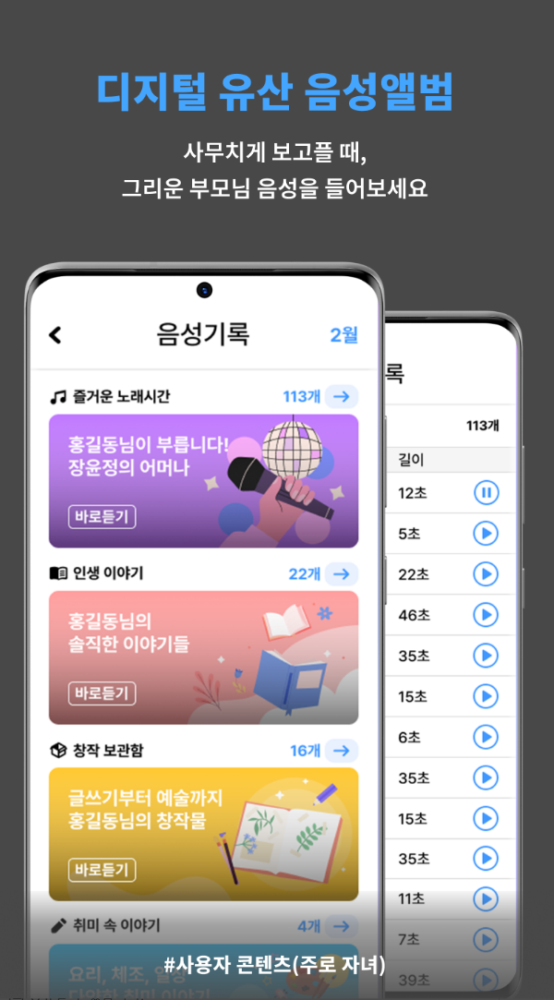 디지털 유산 음성앨범
사무치게 보고플 때,
그리운 부모님 음성을 들어보세요
음성기록
2월
즐거운 노래시간
113개
홍길동님이 부릅니다!
장윤정의 어머나
바로듣기
인생 이야기
22개
홍길동님의
솔직한 이야기들
바로듣기
창작 보관함
16개
글쓰기부터 예술까지
홍길동님의 창작물
바로듣기
취미 속 이야기
4개
요리, 체조, 일상
다양한 취미 이야기
록
113개
길이
12초
5초
22초
46초
35초
15초
6초
35초
15초
35초
11초
7초
39초
#사용자 콘텐츠(주로 자녀)